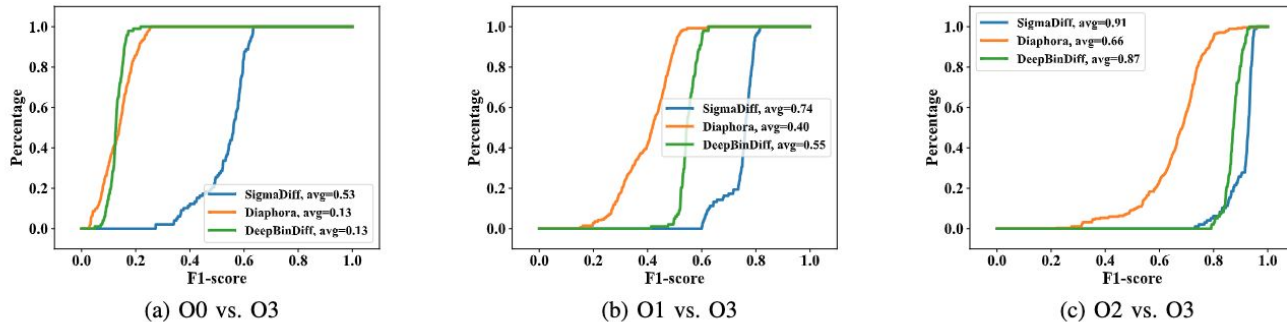 1.0
0.8
0.6
0.4
0.2
0.0
Percentage
SigmaDiff, avg=0.53
Diaphora, avg=0.13
DeepBinDiff, avg=0.13
0.0 0.2 0.4 0.6 0.8 1.0
F1-score
(a) O0 vs. O3
1.0
0.8
0.6
0.4
0.2
0.0
Percentage
SigmaDiff, avg=0.74
Diaphora, avg=0.40
DeepBinDiff, avg=0.55
0.0 0.2 0.4 0.6 0.8 1.0
F1-score
(b) O1 vs. O3
1.0
0.8
0.6
0.4
0.2
0.0
Percentage
SigmaDiff, avg=0.91
Diaphora, avg=0.66
DeepBinDiff, avg=0.87
0.0 0.2 0.4 0.6 0.8 1.0
F1-score
(c) O2 vs. O3